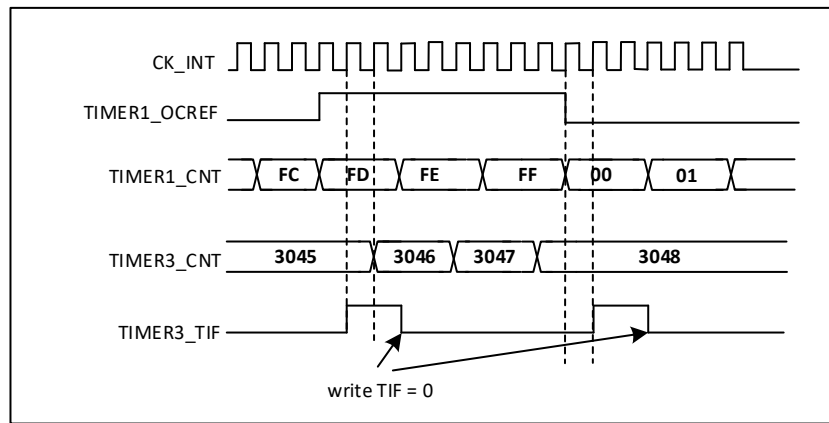 CK_INT
TIMER1_OCREF
TIMER1_CNT FC FD FE FF 00 01
TIMER3_CNT 3045 3046 3047 3048
TIMER3_TIF
write TIF = 0